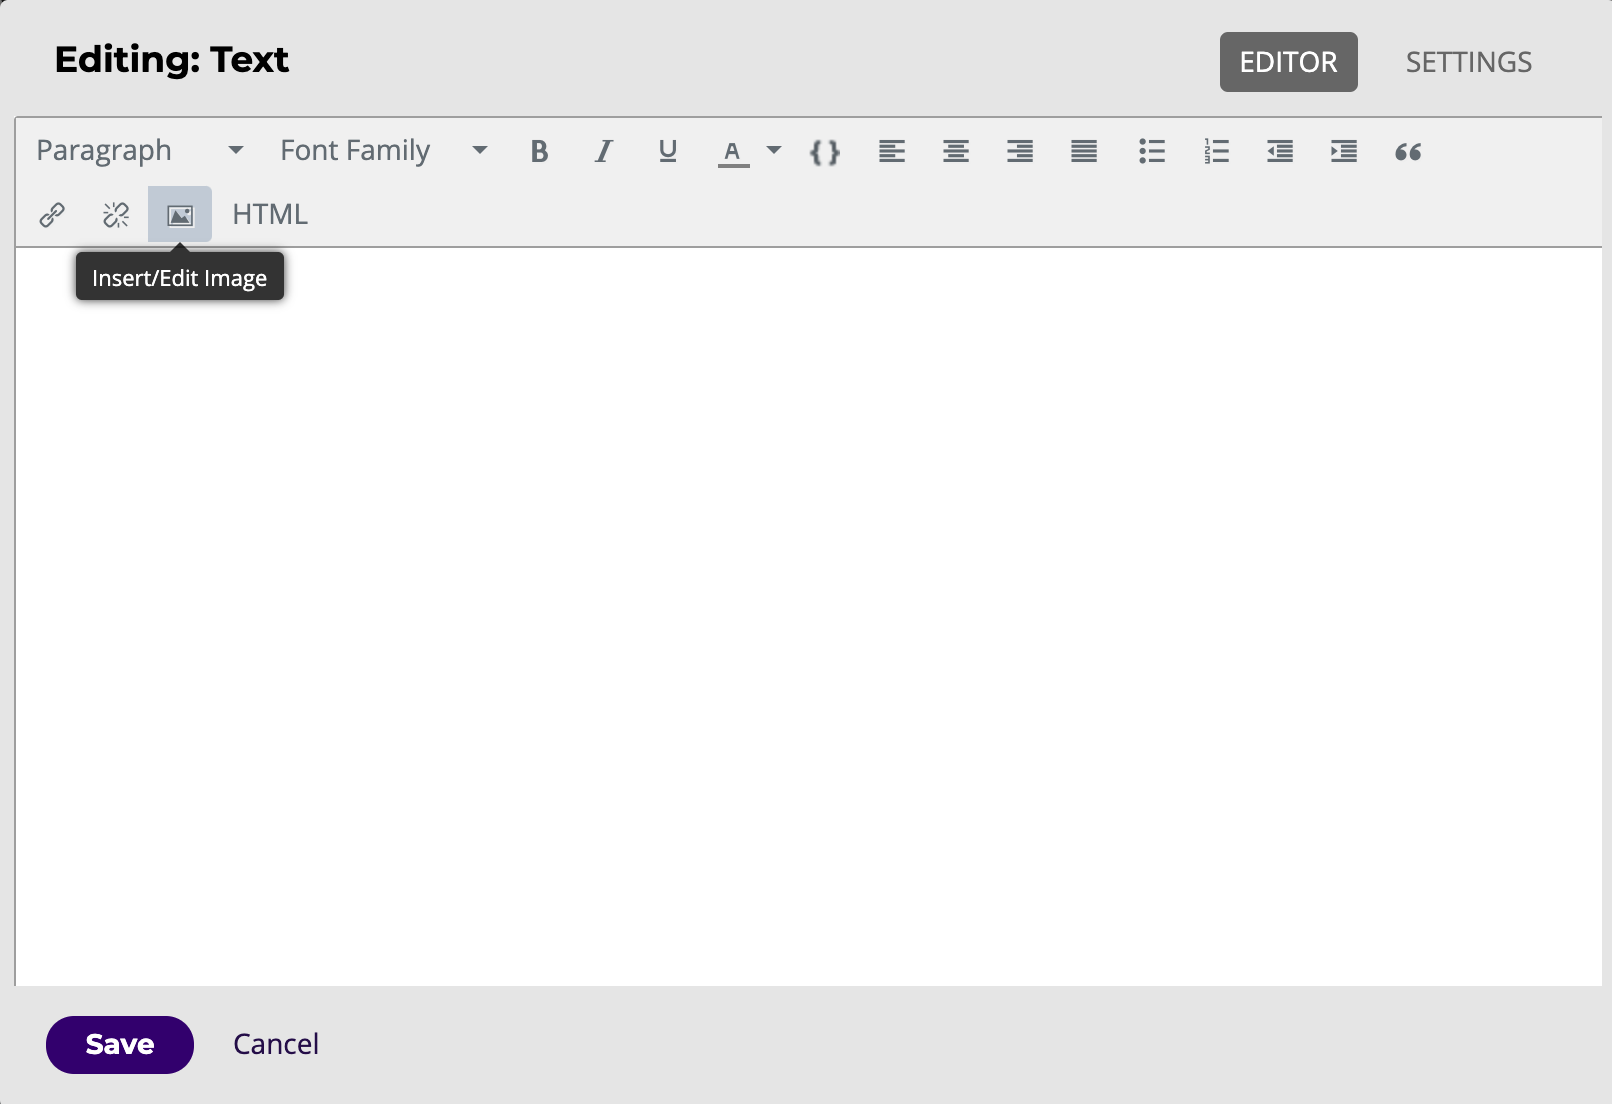 Editing: Text
EDITOR SETTINGS
Paragraph Font Family B I U A { } “
HTML
Insert/Edit Image
Save Cancel